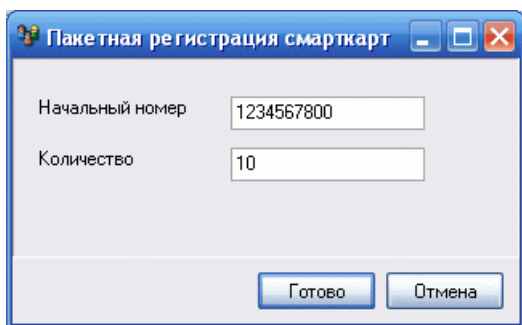 Пакетная регистрация смарткарт
Начальный номер 1234567800
Количество 10
Готово Отмена